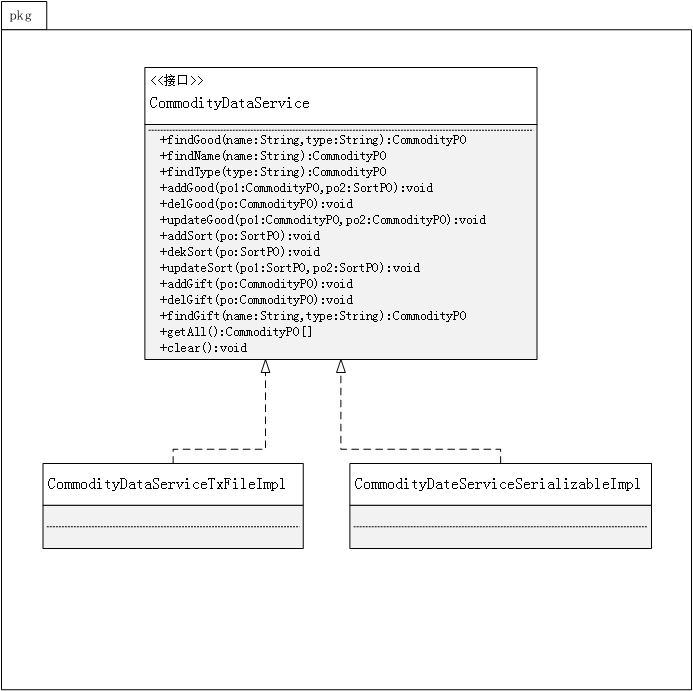 pkg
<<接口>>
CommodityDataService
+findGood(name:String,type:String):CommodityPO
+findName(name:String):CommodityPO
+findType(type:String):CommodityPO
+addGood(po1:CommodityPO,po2:SortPO):void
+delGood(po:CommodityPO):void
+updateGood(po1:CommodityPO,po2:CommodityPO):void
+addSort(po:SortPO):void
+dekSort(po:SortPO):void
+updateSort(po1:SortPO,po2:SortPO):void
+addGift(po:CommodityPO):void
+delGift(po:CommodityPO):void
+findGift(name:String,type:String):CommodityPO
+getAll():CommodityPO[]
+clear():void
CommodityDataServiceTxFileImpl
CommodityDateServiceSerializableImpl